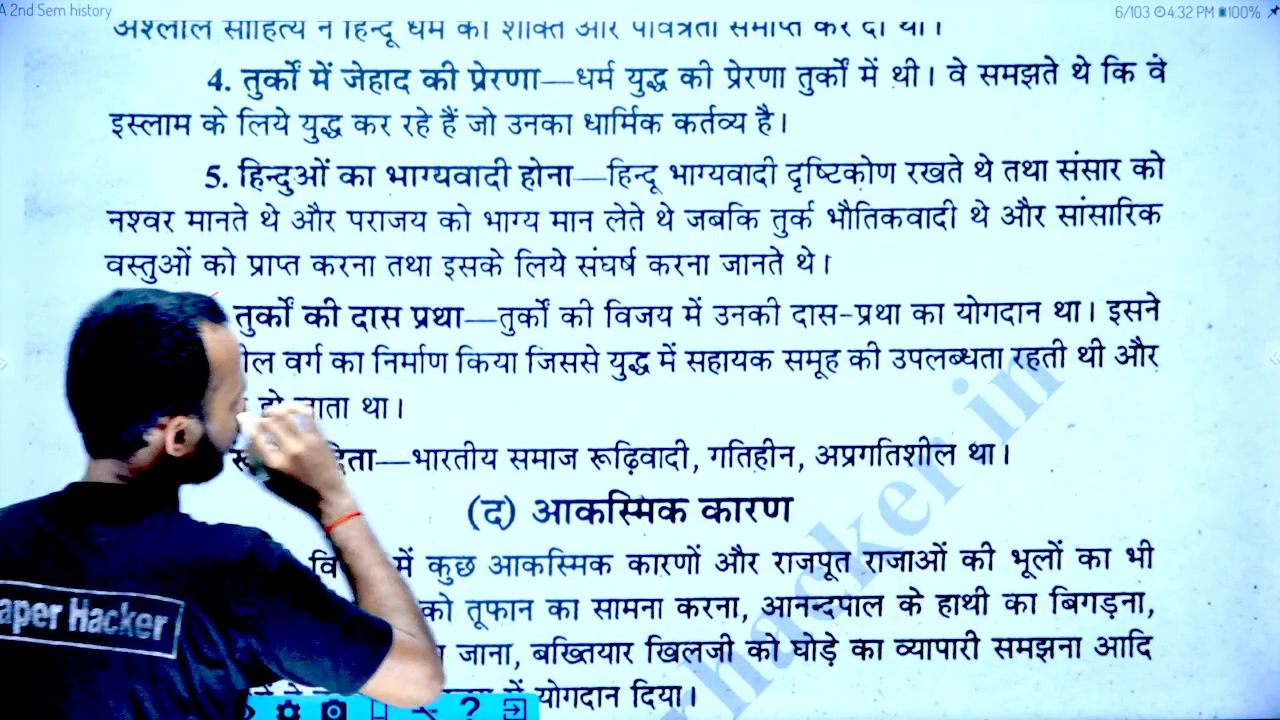 A 2nd Sem history
6/103 4:32 PM 100%
अश्लील साहित्य ने हिन्दू धर्म की शक्ति और पवित्रता समाप्त कर दी थी।
4. तुर्कों में जेहाद की प्रेरणा—धर्म युद्ध की प्रेरणा तुर्कों में थी। वे समझते थे कि वे
इस्लाम के लिये युद्ध कर रहे हैं जो उनका धार्मिक कर्तव्य है।
5. हिन्दुओं का भाग्यवादी होना—हिन्दू भाग्यवादी दृष्टिकोण रखते थे तथा संसार को
नश्वर मानते थे और पराजय को भाग्य मान लेते थे जबकि तुर्क भौतिकवादी थे और सांसारिक
वस्तुओं को प्राप्त करना तथा इसके लिये संघर्ष करना जानते थे।
तुर्कों की दास प्रथा—तुर्कों की विजय में उनकी दास-प्रथा का योगदान था। इसने
वर्ग का निर्माण किया जिससे युद्ध में सहायक समूह की उपलब्धता रहती थी और
जाता था।
—भारतीय समाज रूढ़िवादी, गतिहीन, अप्रगतिशील था।
(द) आकस्मिक कारण
में कुछ आकस्मिक कारणों और राजपूत राजाओं की भूलों का भी
को तूफान का सामना करना, आनन्दपाल के हाथी का बिगड़ना,
जाना, बख्तियार खिलजी को घोड़े का व्यापारी समझना आदि
में योगदान दिया।
aper Hacker
hacker in